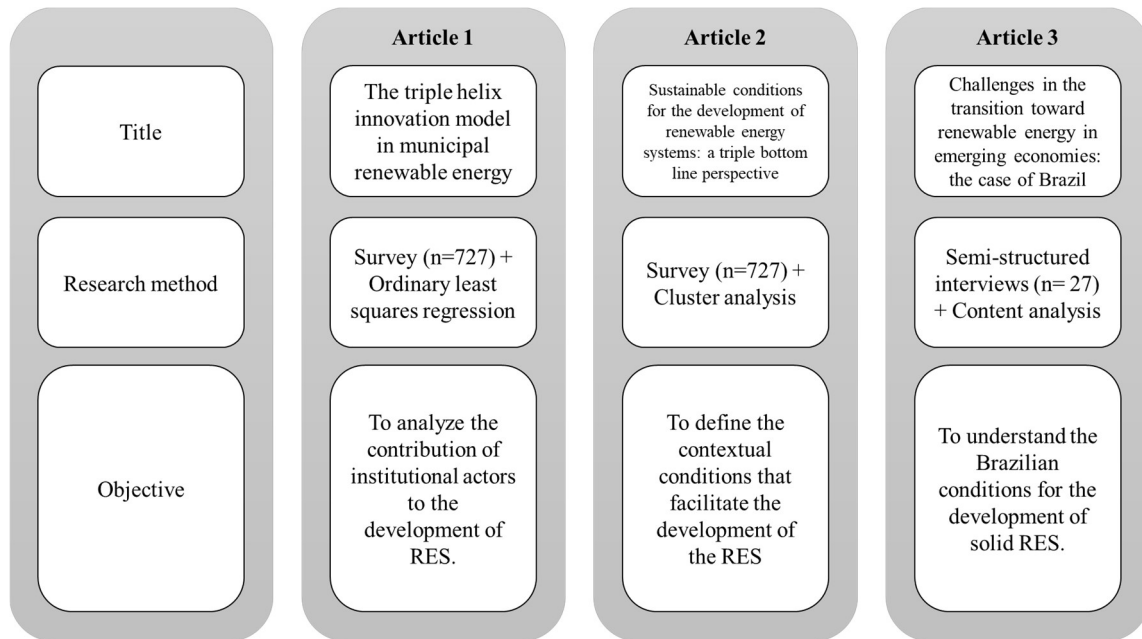 Title
Research method
Objective
Article 1
The triple helix
innovation model
in municipal
renewable energy
Survey (n=727) +
Ordinary least
squares regression
To analyze the
contribution of
institutional actors
to the
development of
RES.
Article 2
Sustainable conditions
for the development of
renewable energy
systems: a triple bottom
line perspective
Survey (n=727) +
Cluster analysis
To define the
contextual
conditions that
facilitate the
development of
the RES
Article 3
Challenges in the
transition toward
renewable energy in
emerging economies:
the case of Brazil
Semi-structured
interviews (n= 27)
+ Content analysis
To understand the
Brazilian
conditions for the
development of
solid RES.